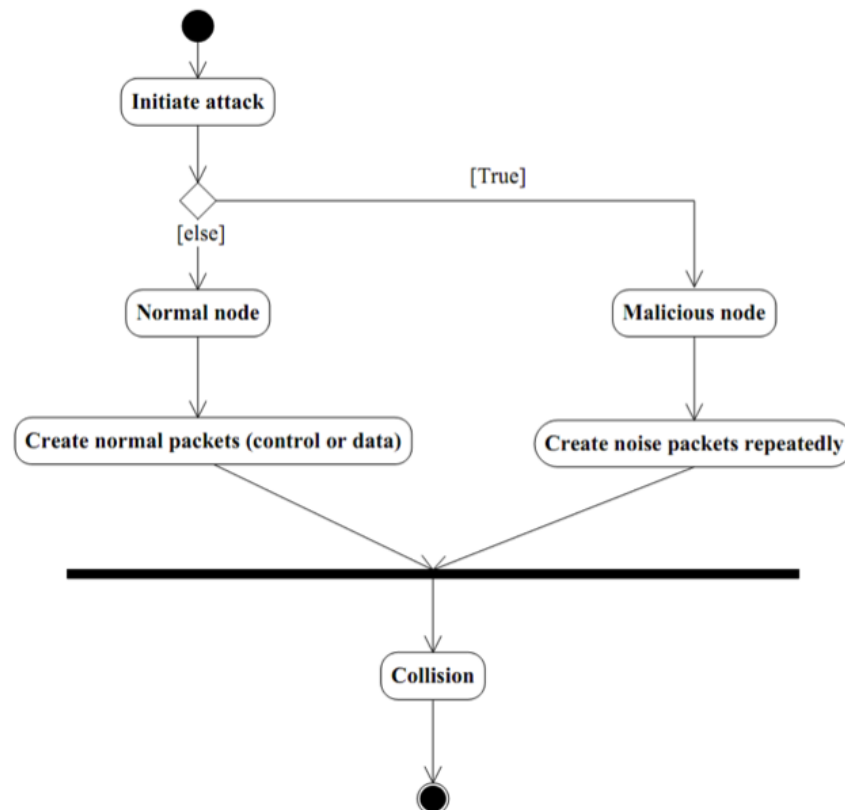 Initiate attack
[True]
[else]
Normal node
Malicious node
Create normal packets (control or data)
Create noise packets repeatedly
Collision